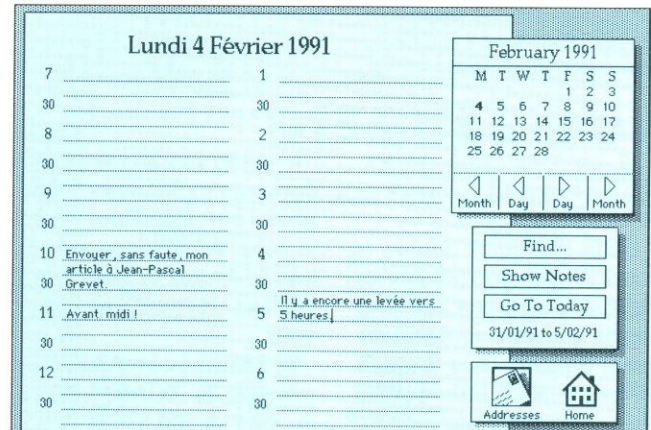 Lundi 4 Février 1991
7
30
8
30
9
30
10 Envoyer, sans faute, mon
article à Jean-Pascal
30 Grevet.
11 Avant midi !
30
12
30
1
30
2
30
3
30
4
30
Il y a encore une levée vers
5 5 heures
30
6
30
February 1991
M T W T F S S
1 2 3
4 5 6 7 8 9 10
11 12 13 14 15 16 17
18 19 20 21 22 23 24
25 26 27 28
Month Day Day Month
Find...
Show Notes
Go To Today
31/01/91 to 5/02/91
Addresses Home